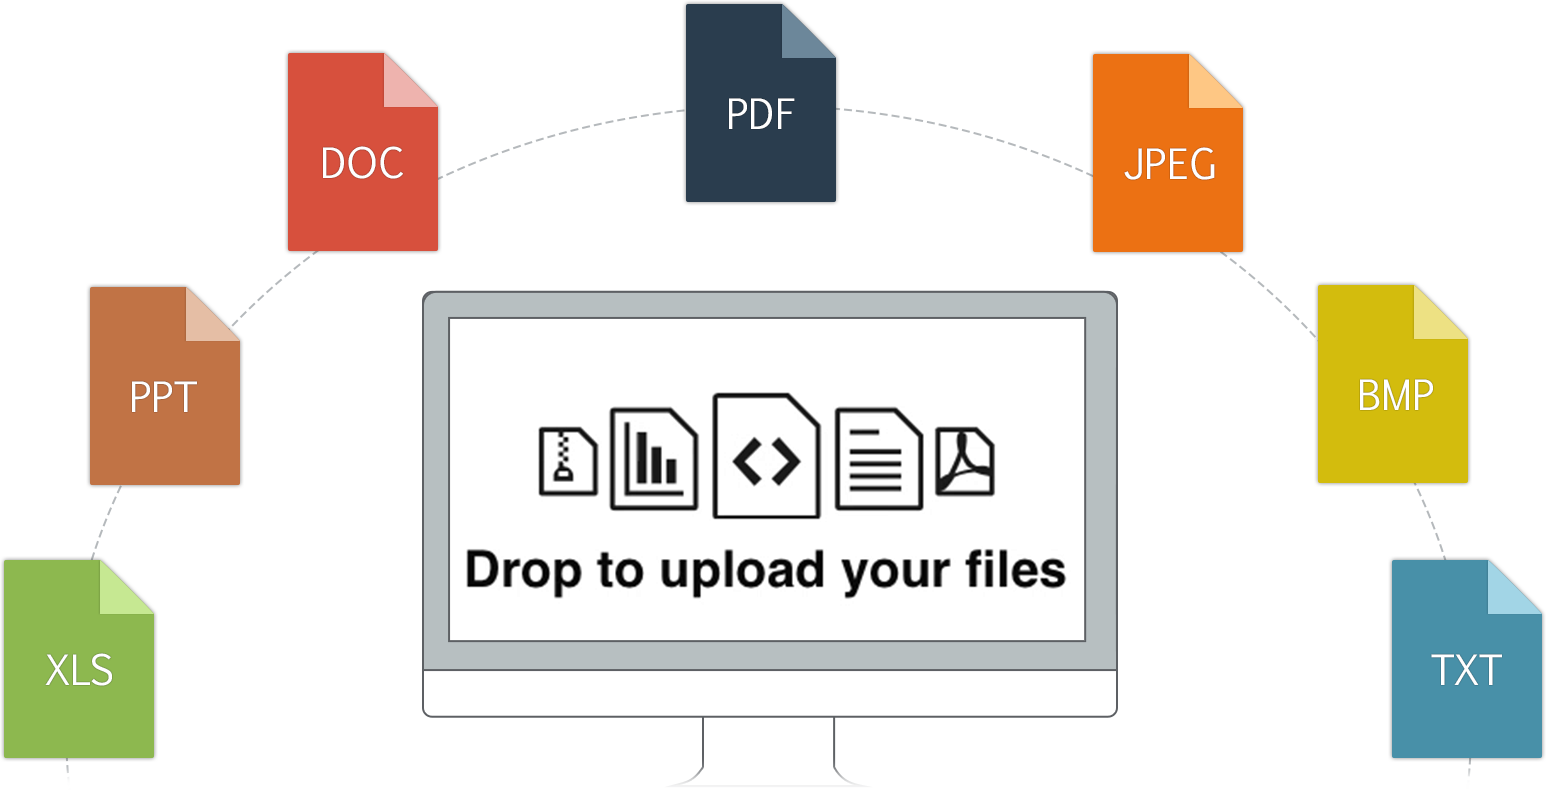 PDF
DOC
JPEG
PPT
BMP
Drop to upload your files
XLS
TXT